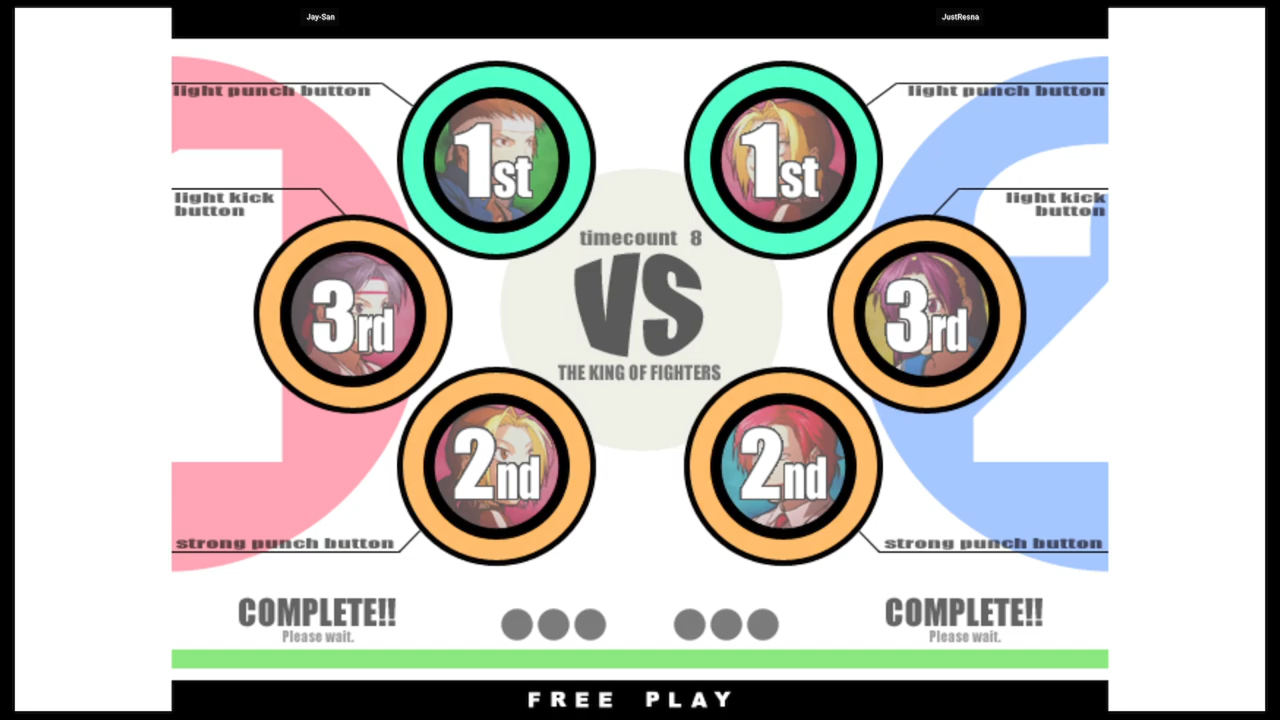 Jay-San
JustResna
light punch button
light punch button
1st
1st
light kick
button
light kick
button
timecount 8
VS
THE KING OF FIGHTERS
3rd
3rd
2nd
2nd
strong punch button
strong punch button
COMPLETE!!
Please wait.
COMPLETE!!
Please wait.
FREE PLAY